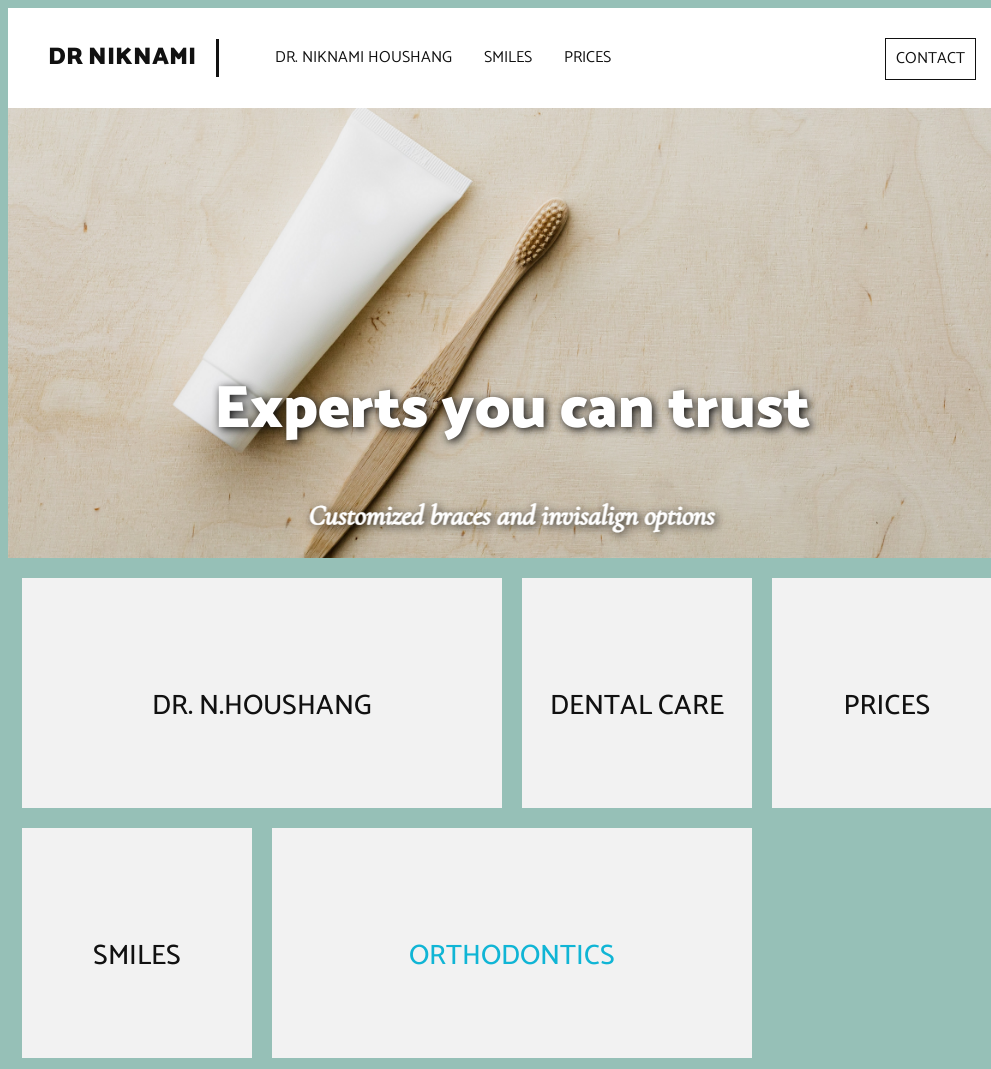 DR NIKNAMI
DR. NIKNAMI HOUSHANG
SMILES
PRICES
CONTACT
Experts you can trust
Customized braces and invisalign options
DR. N.HOUSHANG
DENTAL CARE
PRICES
SMILES
ORTHODONTICS